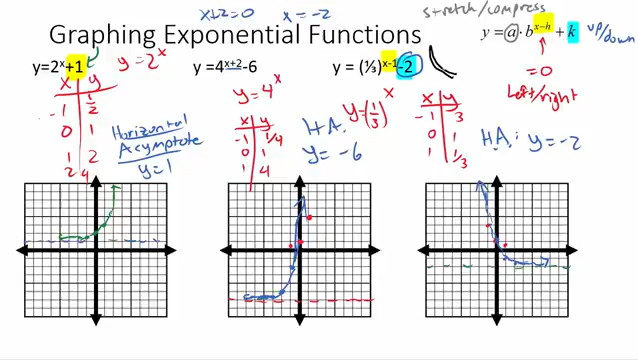 x+2=0 x=-2
stretch/compress
Graphing Exponential Functions
y = a · b^(x-h) + k
up/down
=0
Left/right
y=2^x+1
y=2^x
y=4^(x+2)-6
y = (⅓)^(x-1)-2
x y
-1 1/2
0 1
1 2
2 4
Horizontal
Asymptote
y=1
y=4^x
x y
-1 1/4
0 1
1 4
H.A.
y=-6
y=(1/3)^x
x y
-1 3
0 1
1 1/3
H.A: y=-2